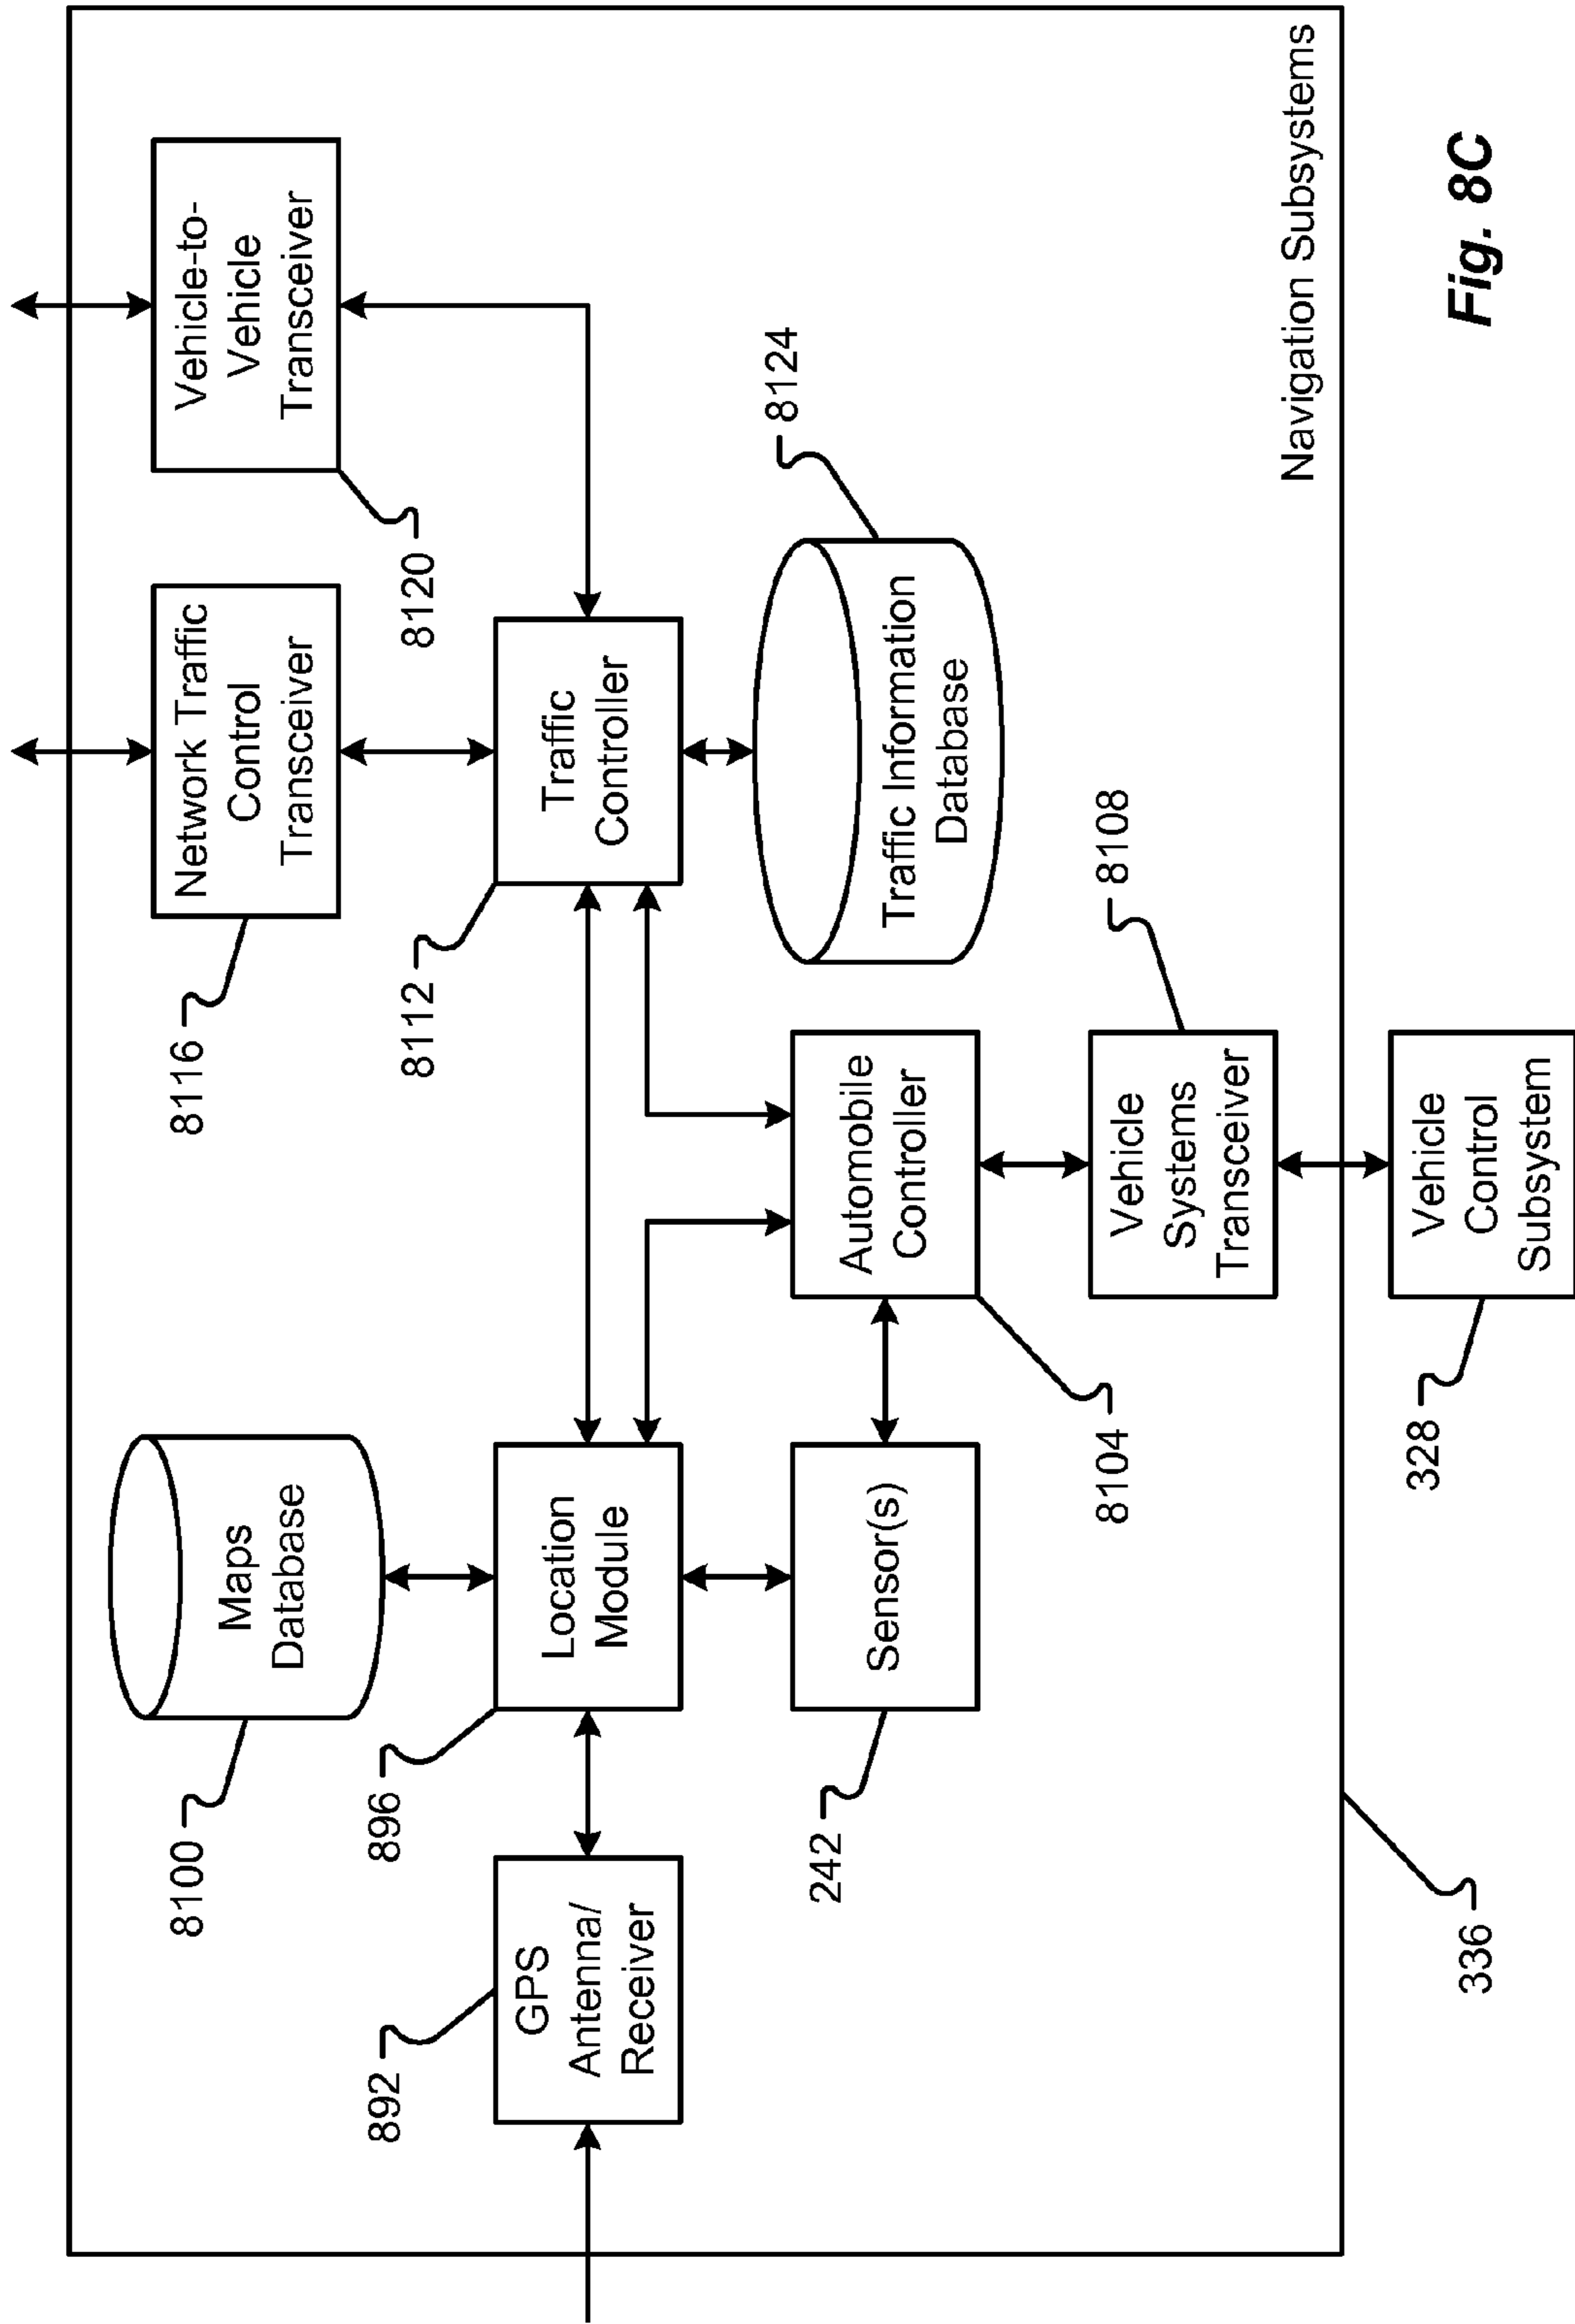 8100
Maps
Database
8116
Network Traffic
Control
Transceiver
Vehicle-to-
Vehicle
Transceiver
8120
892
GPS
Antenna/
Receiver
896
Location
Module
8112
Traffic
Controller
242
Sensor(s)
Automobile
Controller
8104
Traffic Information
Database
8124
Vehicle
Systems
Transceiver
8108
Navigation Subsystems
336
328
Vehicle
Control
Subsystem
Fig. 8C